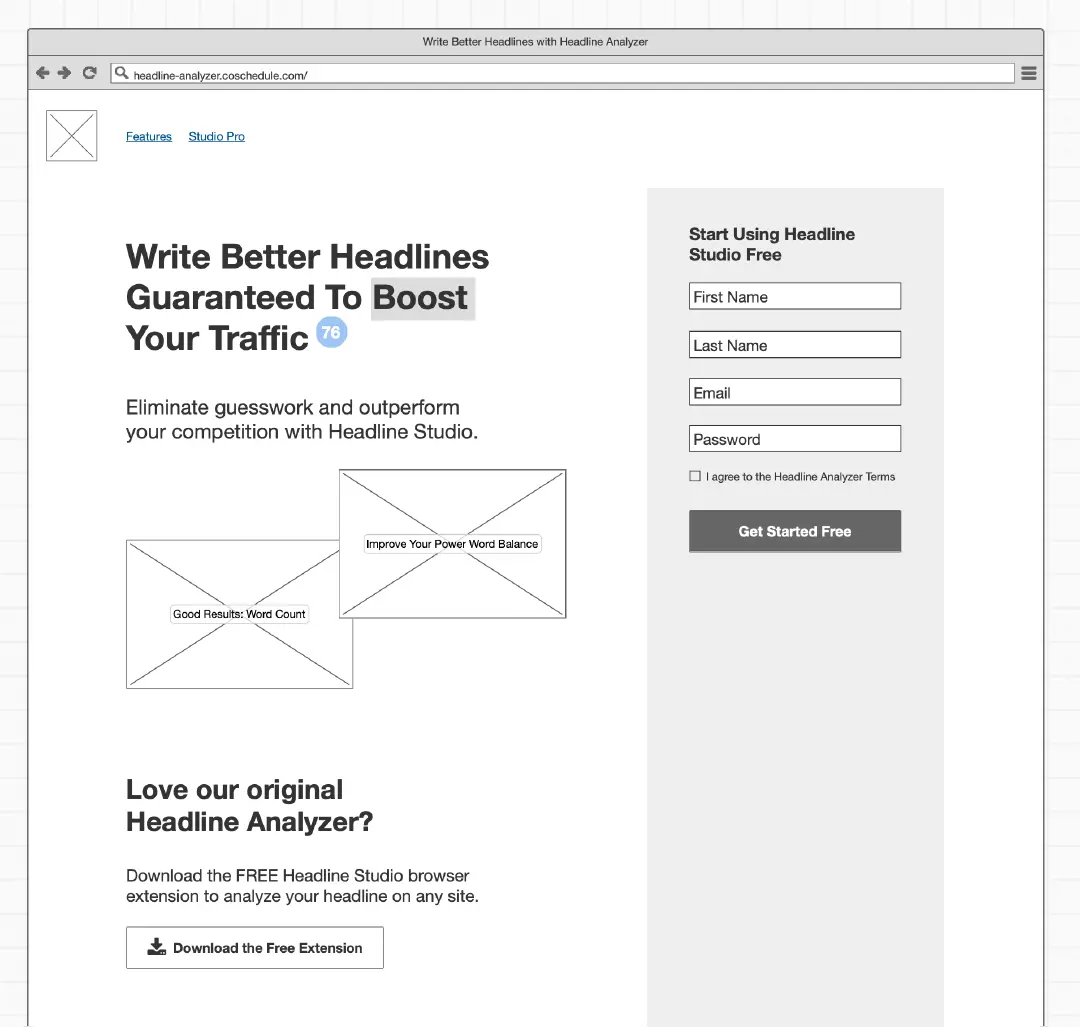 Write Better Headlines with Headline Analyzer
headline-analyzer.coschedule.com/
Features Studio Pro
Write Better Headlines
Guaranteed To Boost
Your Traffic 76
Eliminate guesswork and outperform
your competition with Headline Studio.
Improve Your Power Word Balance
Good Results: Word Count
Love our original
Headline Analyzer?
Download the FREE Headline Studio browser
extension to analyze your headline on any site.
Download the Free Extension
Start Using Headline
Studio Free
First Name
Last Name
Email
Password
I agree to the Headline Analyzer Terms
Get Started Free